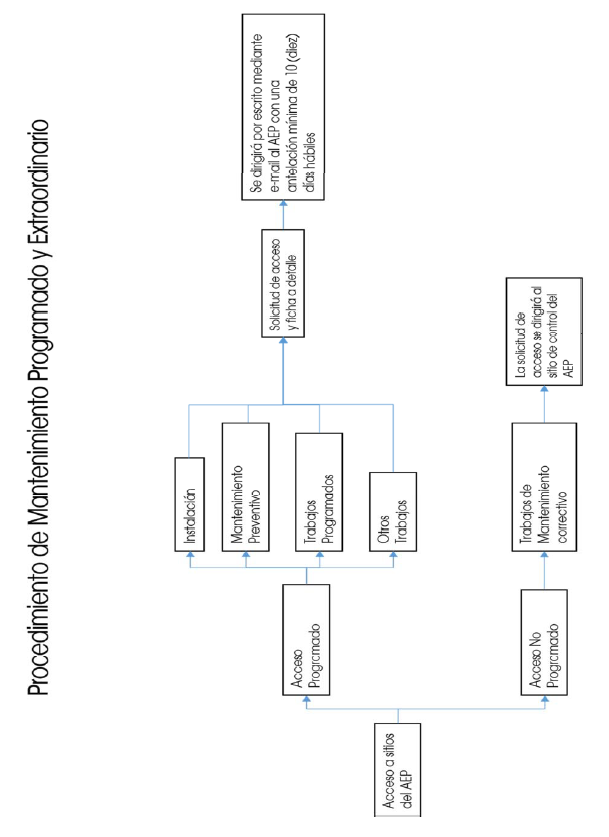 Procedimiento de Mantenimiento Programado y Extraordinario
Acceso a sitios
del AEP
Acceso
Programado
Instalación
Mantenimiento
Preventivo
Trabajos
Programados
Otros
Trabajos
Solicitud de acceso
y ficha a detalle
Se dirigirá por escrito mediante
e-mail al AEP con una
antelación mínima de 10 (diez)
días hábiles
Acceso No
Programado
Trabajos de
Mantenimiento
correctivo
La solicitud de
acceso se dirigirá al
sitio de control del
AEP